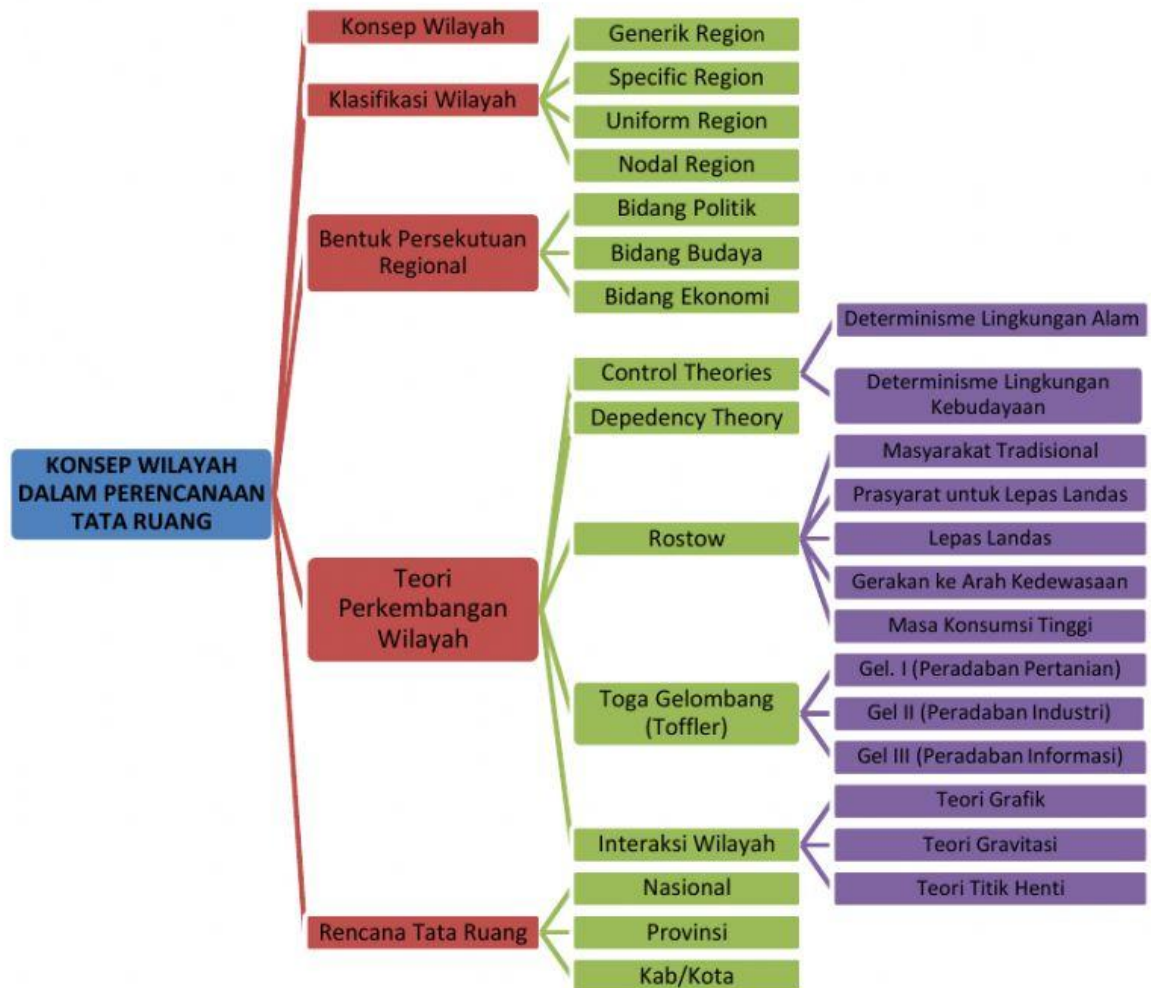 KONSEP WILAYAH
DALAM PERENCANAAN
TATA RUANG
Konsep Wilayah
Klasifikasi Wilayah
Generik Region
Specific Region
Uniform Region
Nodal Region
Bentuk Persekutuan
Regional
Bidang Politik
Bidang Budaya
Bidang Ekonomi
Teori
Perkembangan
Wilayah
Control Theories
Determinisme Lingkungan Alam
Determinisme Lingkungan
Kebudayaan
Depedency Theory
Rostow
Masyarakat Tradisional
Prasyarat untuk Lepas Landas
Lepas Landas
Gerakan ke Arah Kedewasaan
Masa Konsumsi Tinggi
Toga Gelombang
(Toffler)
Gel. I (Peradaban Pertanian)
Gel II (Peradaban Industri)
Gel III (Peradaban Informasi)
Interaksi Wilayah
Teori Grafik
Teori Gravitasi
Teori Titik Henti
Rencana Tata Ruang
Nasional
Provinsi
Kab/Kota